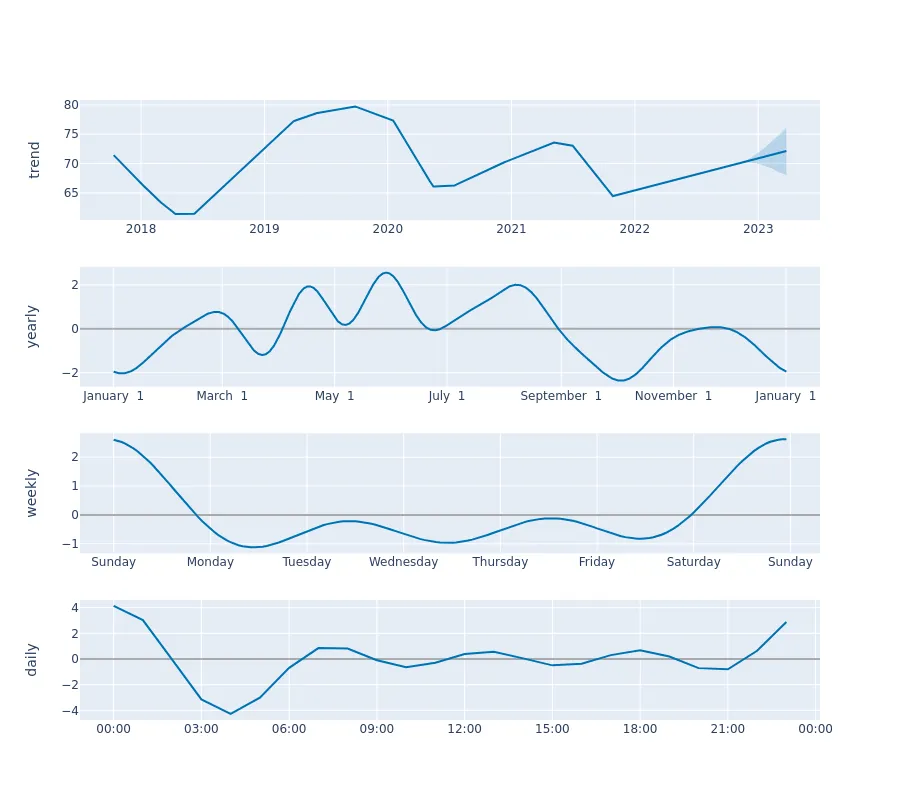 trend
80
75
70
65
2018 2019 2020 2021 2022 2023
yearly
2
0
−2
January 1 March 1 May 1 July 1 September 1 November 1 January 1
weekly
2
1
0
−1
Sunday Monday Tuesday Wednesday Thursday Friday Saturday Sunday
daily
4
2
0
−2
−4
00:00 03:00 06:00 09:00 12:00 15:00 18:00 21:00 00:00